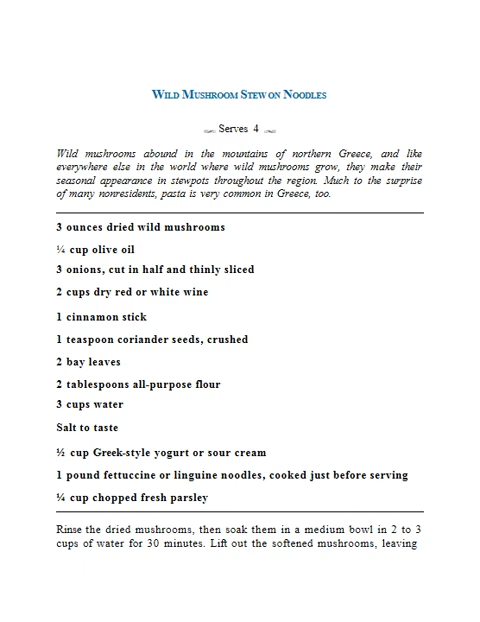 WILD MUSHROOM STEW ON NOODLES
Serves 4
Wild mushrooms abound in the mountains of northern Greece, and like
everywhere else in the world where wild mushrooms grow, they make their
seasonal appearance in stewpots throughout the region. Much to the surprise
of many nonresidents, pasta is very common in Greece, too.
3 ounces dried wild mushrooms
¼ cup olive oil
3 onions, cut in half and thinly sliced
2 cups dry red or white wine
1 cinnamon stick
1 teaspoon coriander seeds, crushed
2 bay leaves
2 tablespoons all-purpose flour
3 cups water
Salt to taste
½ cup Greek-style yogurt or sour cream
1 pound fettuccine or linguine noodles, cooked just before serving
¼ cup chopped fresh parsley
Rinse the dried mushrooms, then soak them in a medium bowl in 2 to 3
cups of water for 30 minutes. Lift out the softened mushrooms, leaving